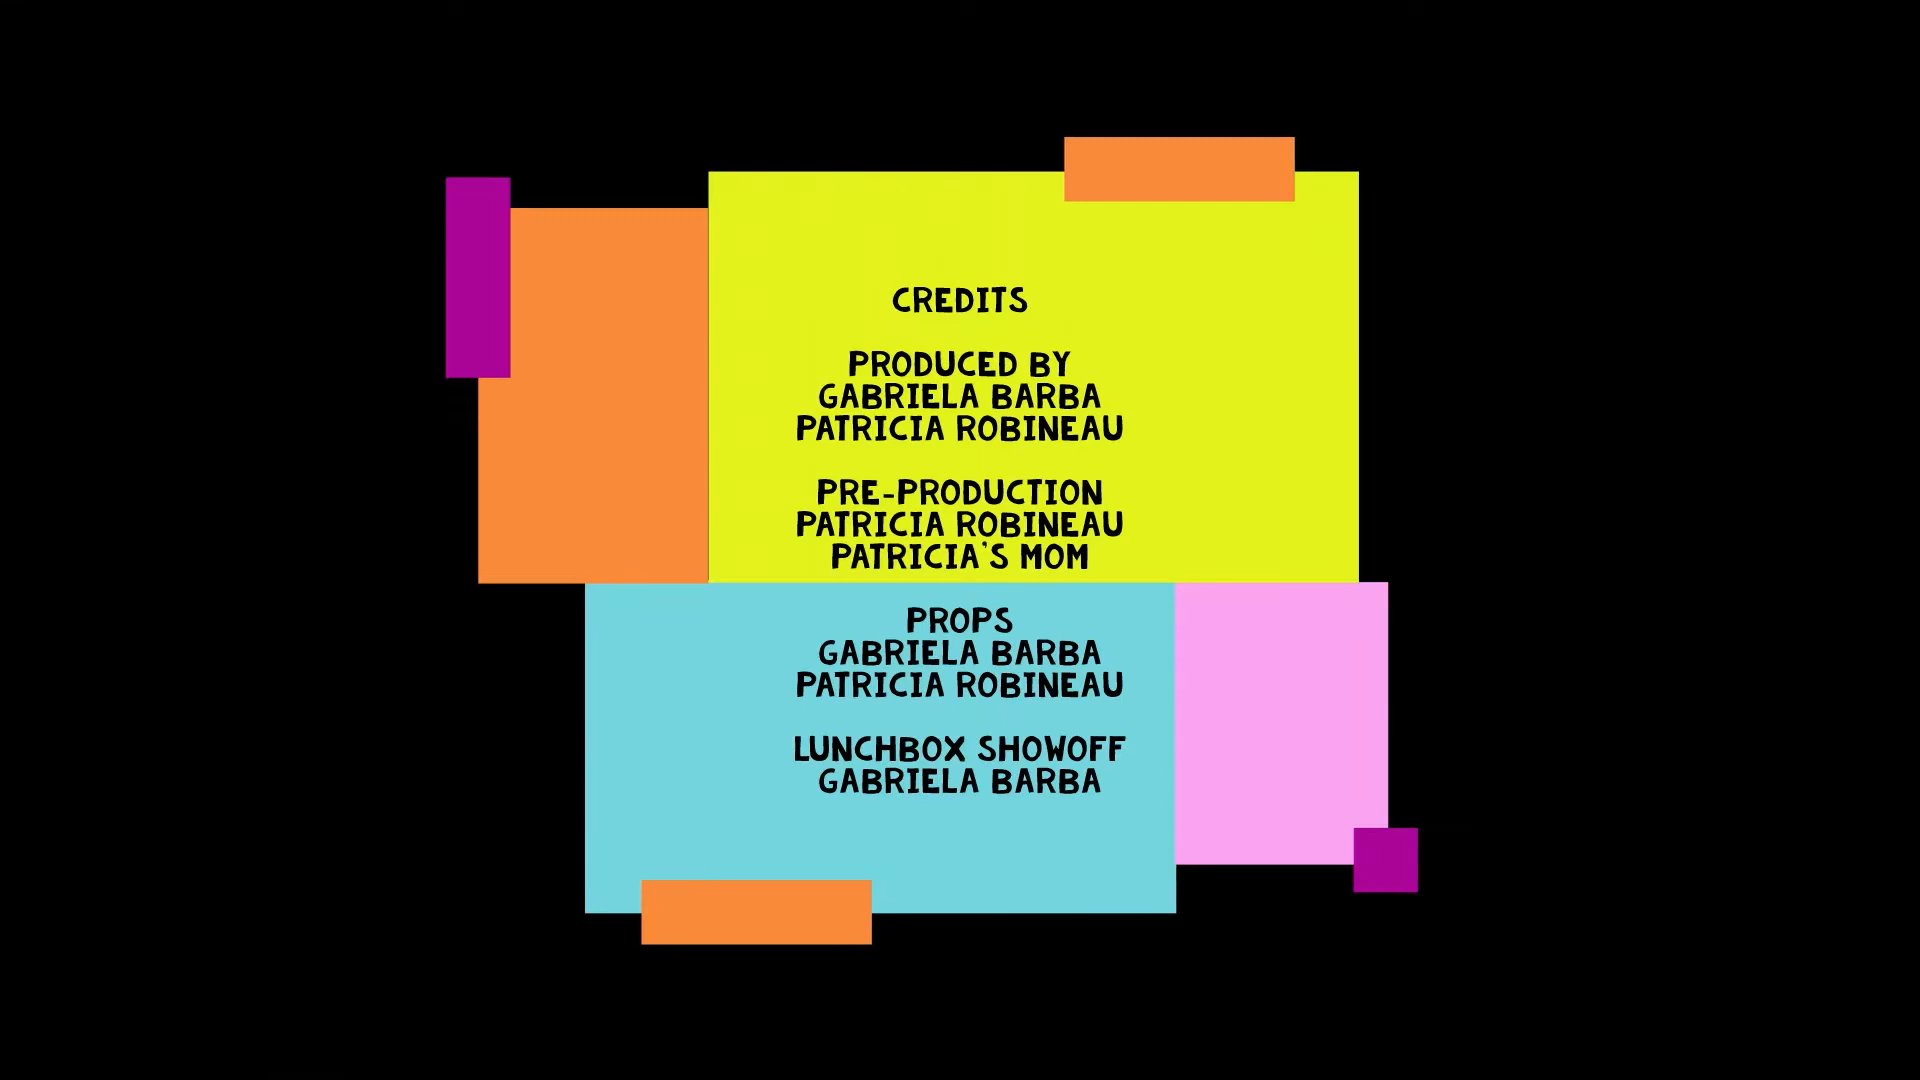 CREDITS
PRODUCED BY
GABRIELA BARBA
PATRICIA ROBINEAU
PRE-PRODUCTION
PATRICIA ROBINEAU
PATRICIA'S MOM
PROPS
GABRIELA BARBA
PATRICIA ROBINEAU
LUNCHBOX SHOWOFF
GABRIELA BARBA